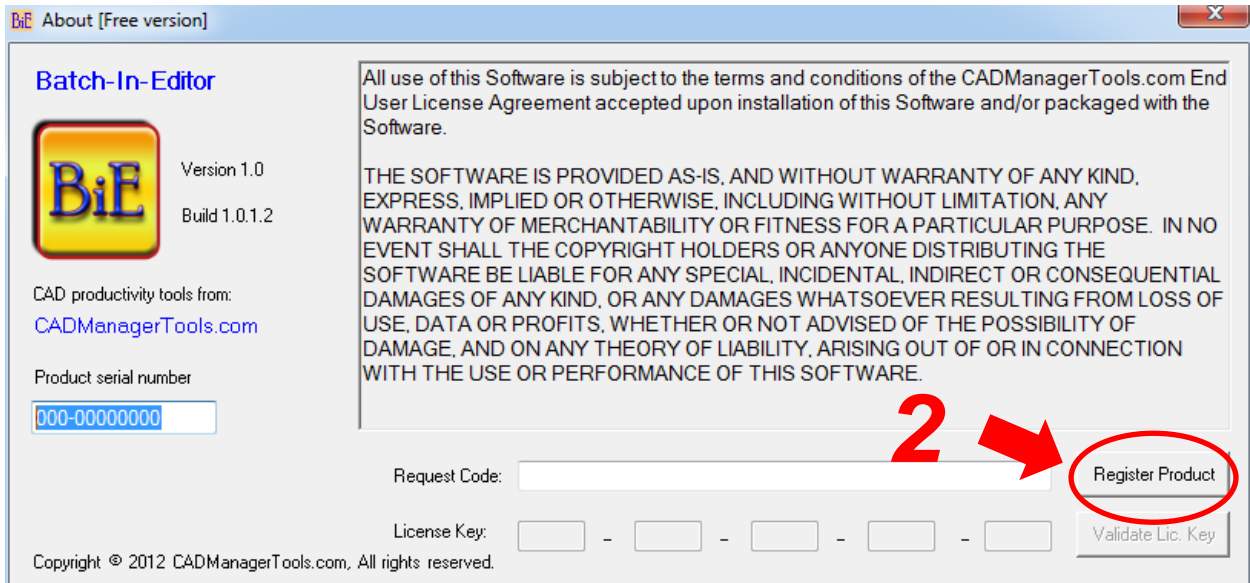 BiE About [Free version]
X
Batch-In-Editor
BiE
Version 1.0
Build 1.0.1.2
CAD productivity tools from:
CADManagerTools.com
Product serial number
000-00000000
All use of this Software is subject to the terms and conditions of the CADManagerTools.com End
User License Agreement accepted upon installation of this Software and/or packaged with the
Software.
THE SOFTWARE IS PROVIDED AS-IS, AND WITHOUT WARRANTY OF ANY KIND,
EXPRESS, IMPLIED OR OTHERWISE, INCLUDING WITHOUT LIMITATION, ANY
WARRANTY OF MERCHANTABILITY OR FITNESS FOR A PARTICULAR PURPOSE.  IN NO
EVENT SHALL THE COPYRIGHT HOLDERS OR ANYONE DISTRIBUTING THE
SOFTWARE BE LIABLE FOR ANY SPECIAL, INCIDENTAL, INDIRECT OR CONSEQUENTIAL
DAMAGES OF ANY KIND, OR ANY DAMAGES WHATSOEVER RESULTING FROM LOSS OF
USE, DATA OR PROFITS, WHETHER OR NOT ADVISED OF THE POSSIBILITY OF
DAMAGE, AND ON ANY THEORY OF LIABILITY, ARISING OUT OF OR IN CONNECTION
WITH THE USE OR PERFORMANCE OF THIS SOFTWARE.
2
Request Code:
Register Product
License Key: - - - -
Validate Lic. Key
Copyright © 2012 CADManagerTools.com, All rights reserved.